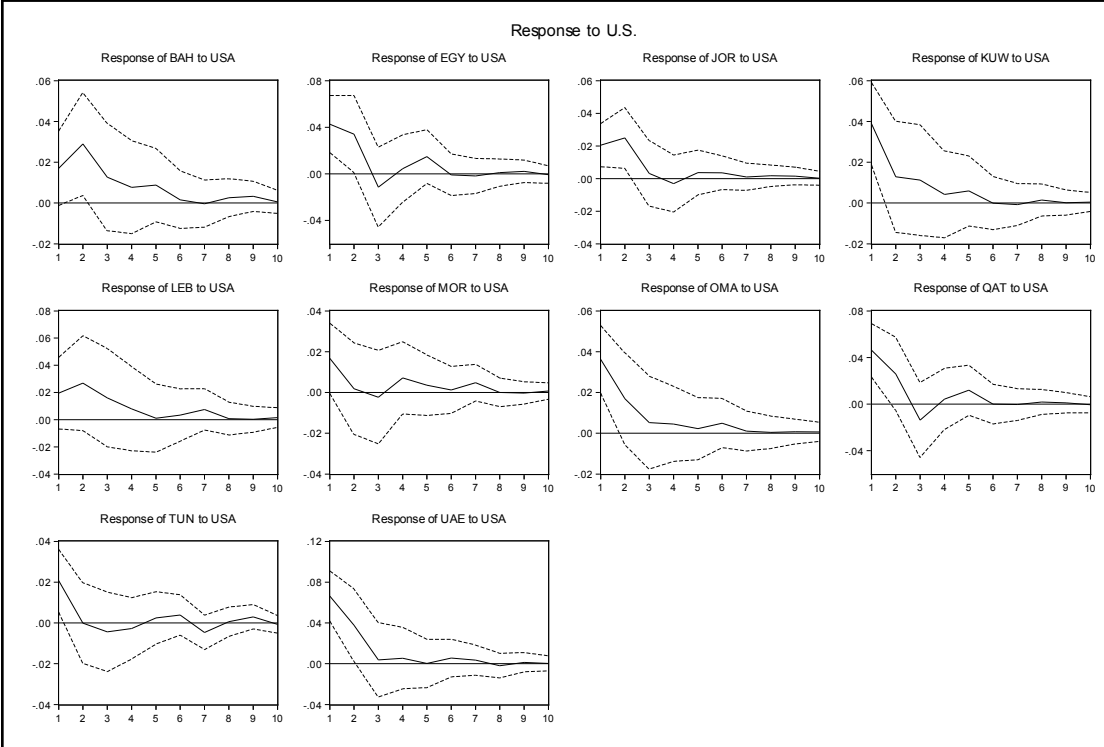 Response to U.S.
Response of BAH to USA
.06
.04
.02
.00
-.02
1 2 3 4 5 6 7 8 9 10
Response of EGY to USA
.08
.04
.00
-.04
1 2 3 4 5 6 7 8 9 10
Response of JOR to USA
.06
.04
.02
.00
-.02
-.04
1 2 3 4 5 6 7 8 9 10
Response of KUW to USA
.06
.04
.02
.00
-.02
1 2 3 4 5 6 7 8 9 10
Response of LEB to USA
.08
.06
.04
.02
.00
-.02
-.04
1 2 3 4 5 6 7 8 9 10
Response of MOR to USA
.04
.02
.00
-.02
-.04
1 2 3 4 5 6 7 8 9 10
Response of OMA to USA
.06
.04
.02
.00
-.02
1 2 3 4 5 6 7 8 9 10
Response of QAT to USA
.08
.04
.00
-.04
1 2 3 4 5 6 7 8 9 10
Response of TUN to USA
.04
.02
.00
-.02
-.04
1 2 3 4 5 6 7 8 9 10
Response of UAE to USA
.12
.08
.04
.00
-.04
1 2 3 4 5 6 7 8 9 10